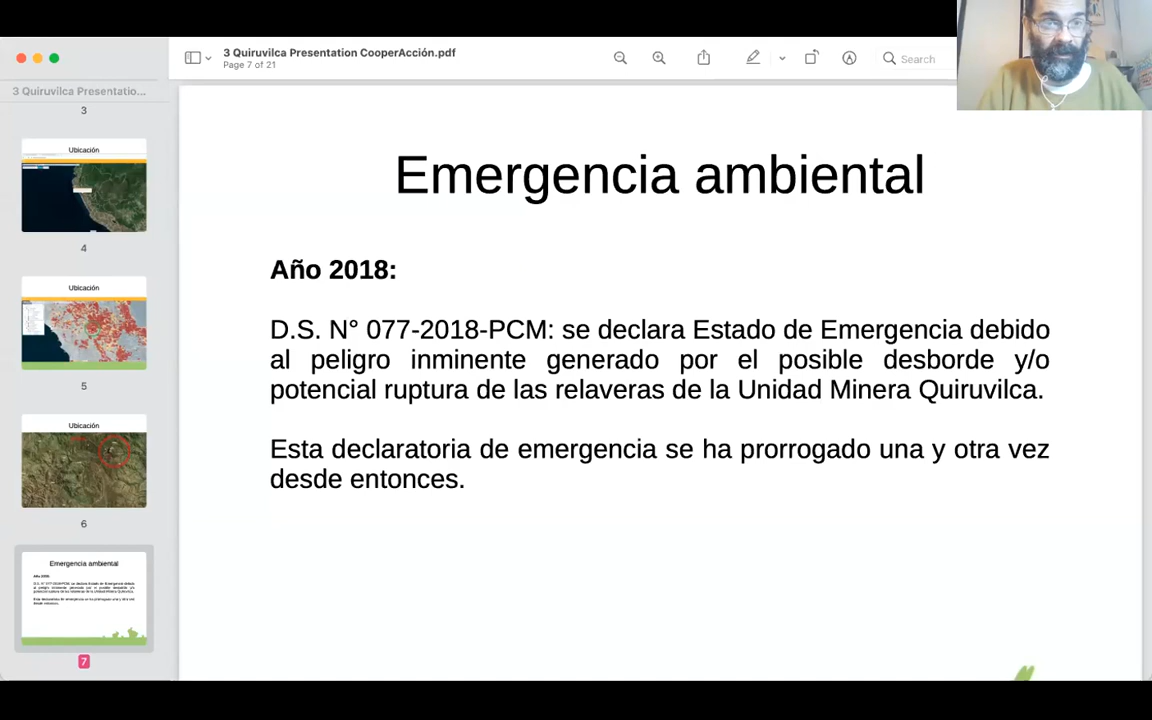 3 Quiruvilca Presentation CooperAcción.pdf
Page 7 of 21
Search
3 Quiruvilca Presentatio...
3
Ubicación
4
Ubicación
5
Ubicación
6
Emergencia ambiental
7
Emergencia ambiental
Año 2018:
D.S. N° 077-2018-PCM: se declara Estado de Emergencia debido
al peligro inminente generado por el posible desborde y/o
potencial ruptura de las relaveras de la Unidad Minera Quiruvilca.
Esta declaratoria de emergencia se ha prorrogado una y otra vez
desde entonces.